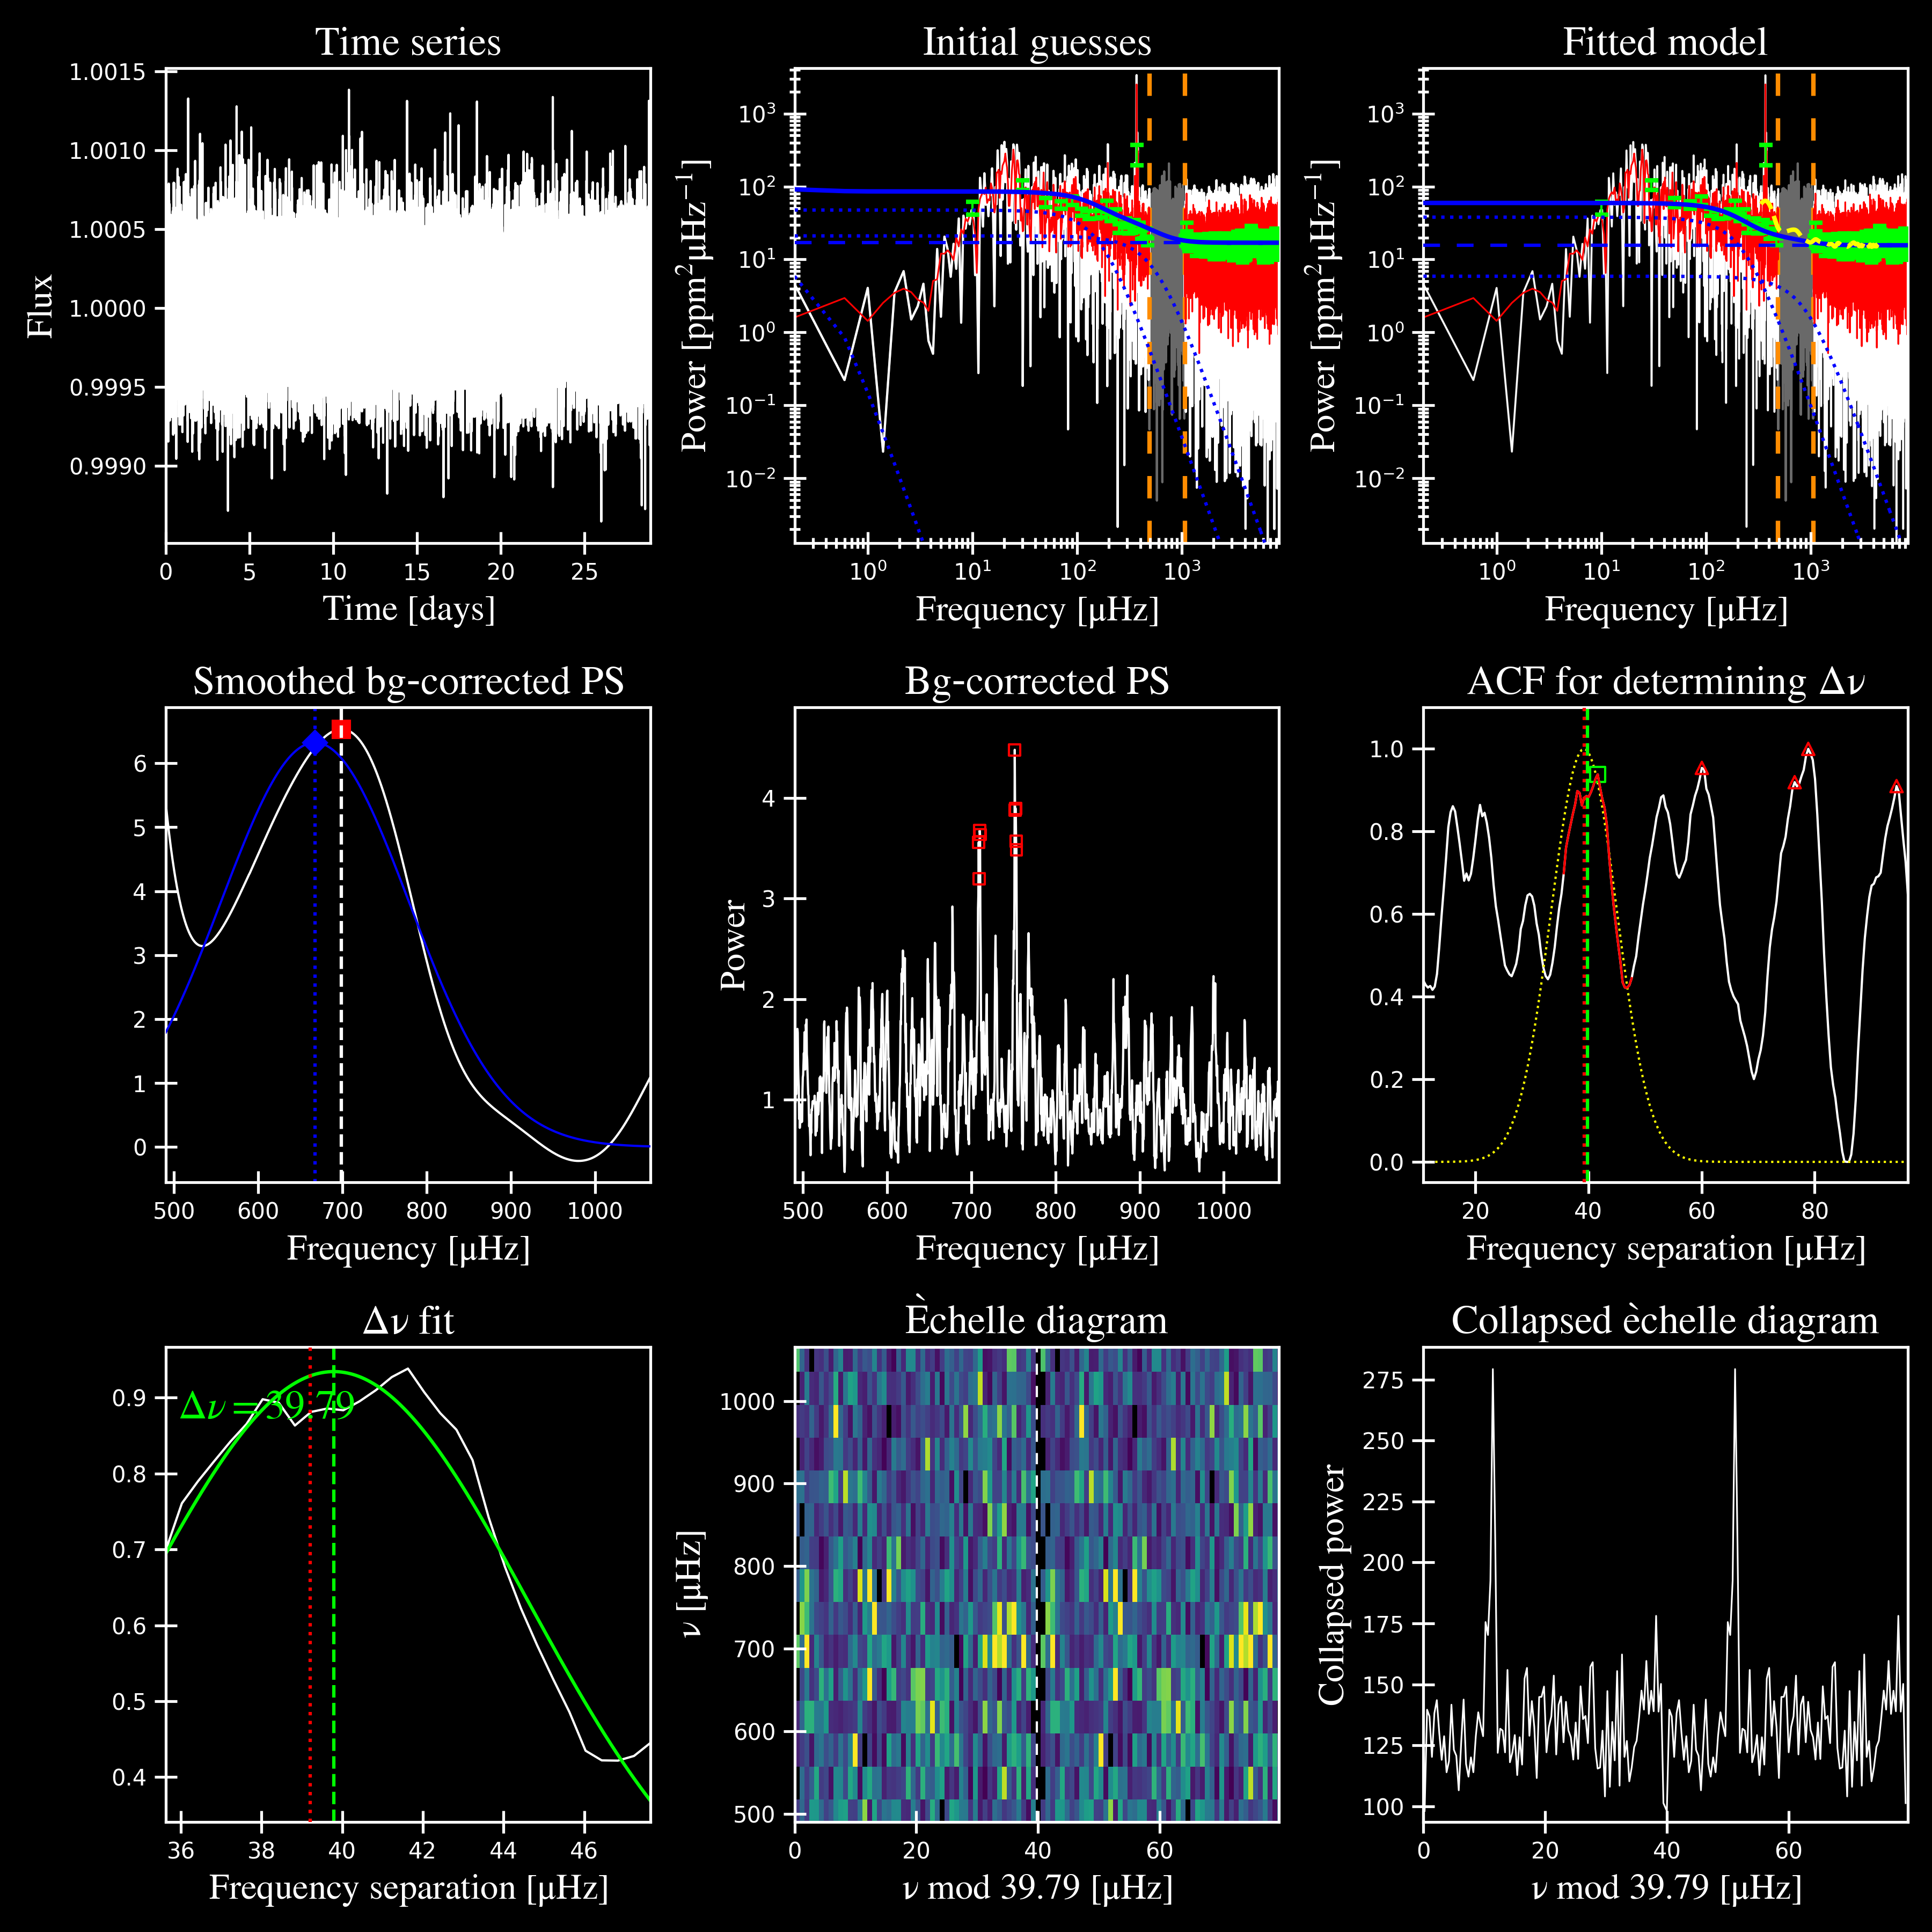 Time series
Flux
1.0015
1.0010
1.0005
1.0000
0.9995
0.9990
0 5 10 15 20 25
Time [days]
Initial guesses
Power [ppm² μHz⁻¹]
10³
10²
10¹
10⁰
10⁻¹
10⁻²
10⁰ 10¹ 10² 10³
Frequency [μHz]
Fitted model
Power [ppm² μHz⁻¹]
10³
10²
10¹
10⁰
10⁻¹
10⁻²
10⁰ 10¹ 10² 10³
Frequency [μHz]
Smoothed bg-corrected PS
6
5
4
3
2
1
0
500 600 700 800 900 1000
Frequency [μHz]
Bg-corrected PS
Power
4
3
2
1
500 600 700 800 900 1000
Frequency [μHz]
ACF for determining Δν
1.0
0.8
0.6
0.4
0.2
0.0
20 40 60 80
Frequency separation [μHz]
Δν fit
Δν = 39.79
0.9
0.8
0.7
0.6
0.5
0.4
36 38 40 42 44 46
Frequency separation [μHz]
Èchelle diagram
ν [μHz]
1000
900
800
700
600
500
0 20 40 60
ν mod 39.79 [μHz]
Collapsed èchelle diagram
Collapsed power
275
250
225
200
175
150
125
100
0 20 40 60
ν mod 39.79 [μHz]